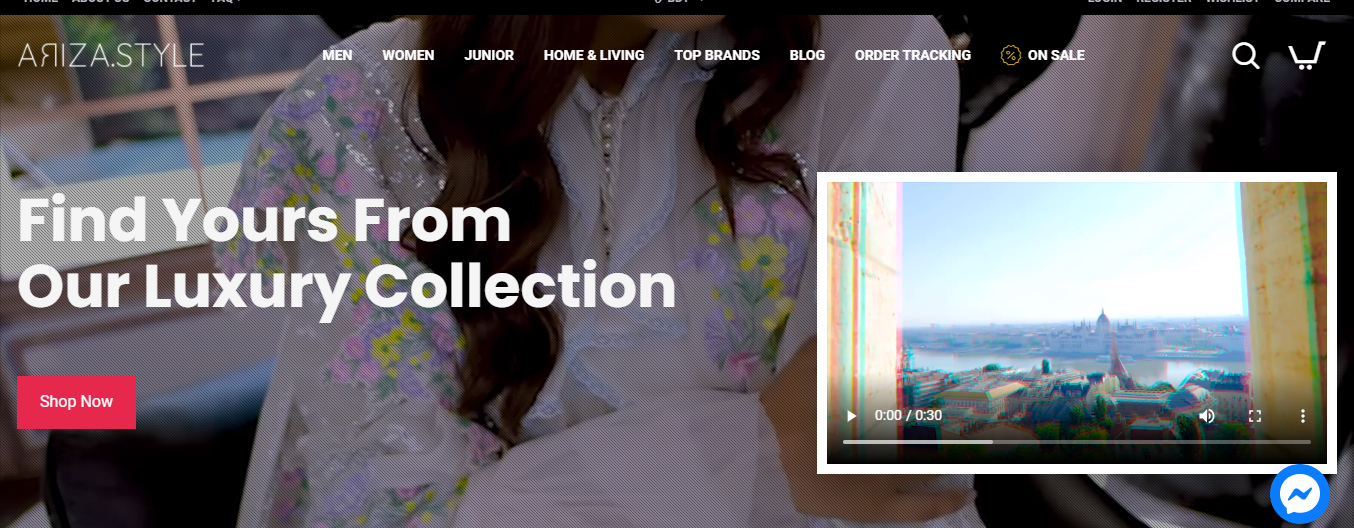 HOME ABOUT US CONTACT FAQ
BDT
LOGIN REGISTER WISHLIST COMPARE
AЯIZA.STYLE
MEN WOMEN JUNIOR HOME & LIVING TOP BRANDS BLOG ORDER TRACKING ON SALE
Find Yours From
Our Luxury Collection
Shop Now
0:00 / 0:30